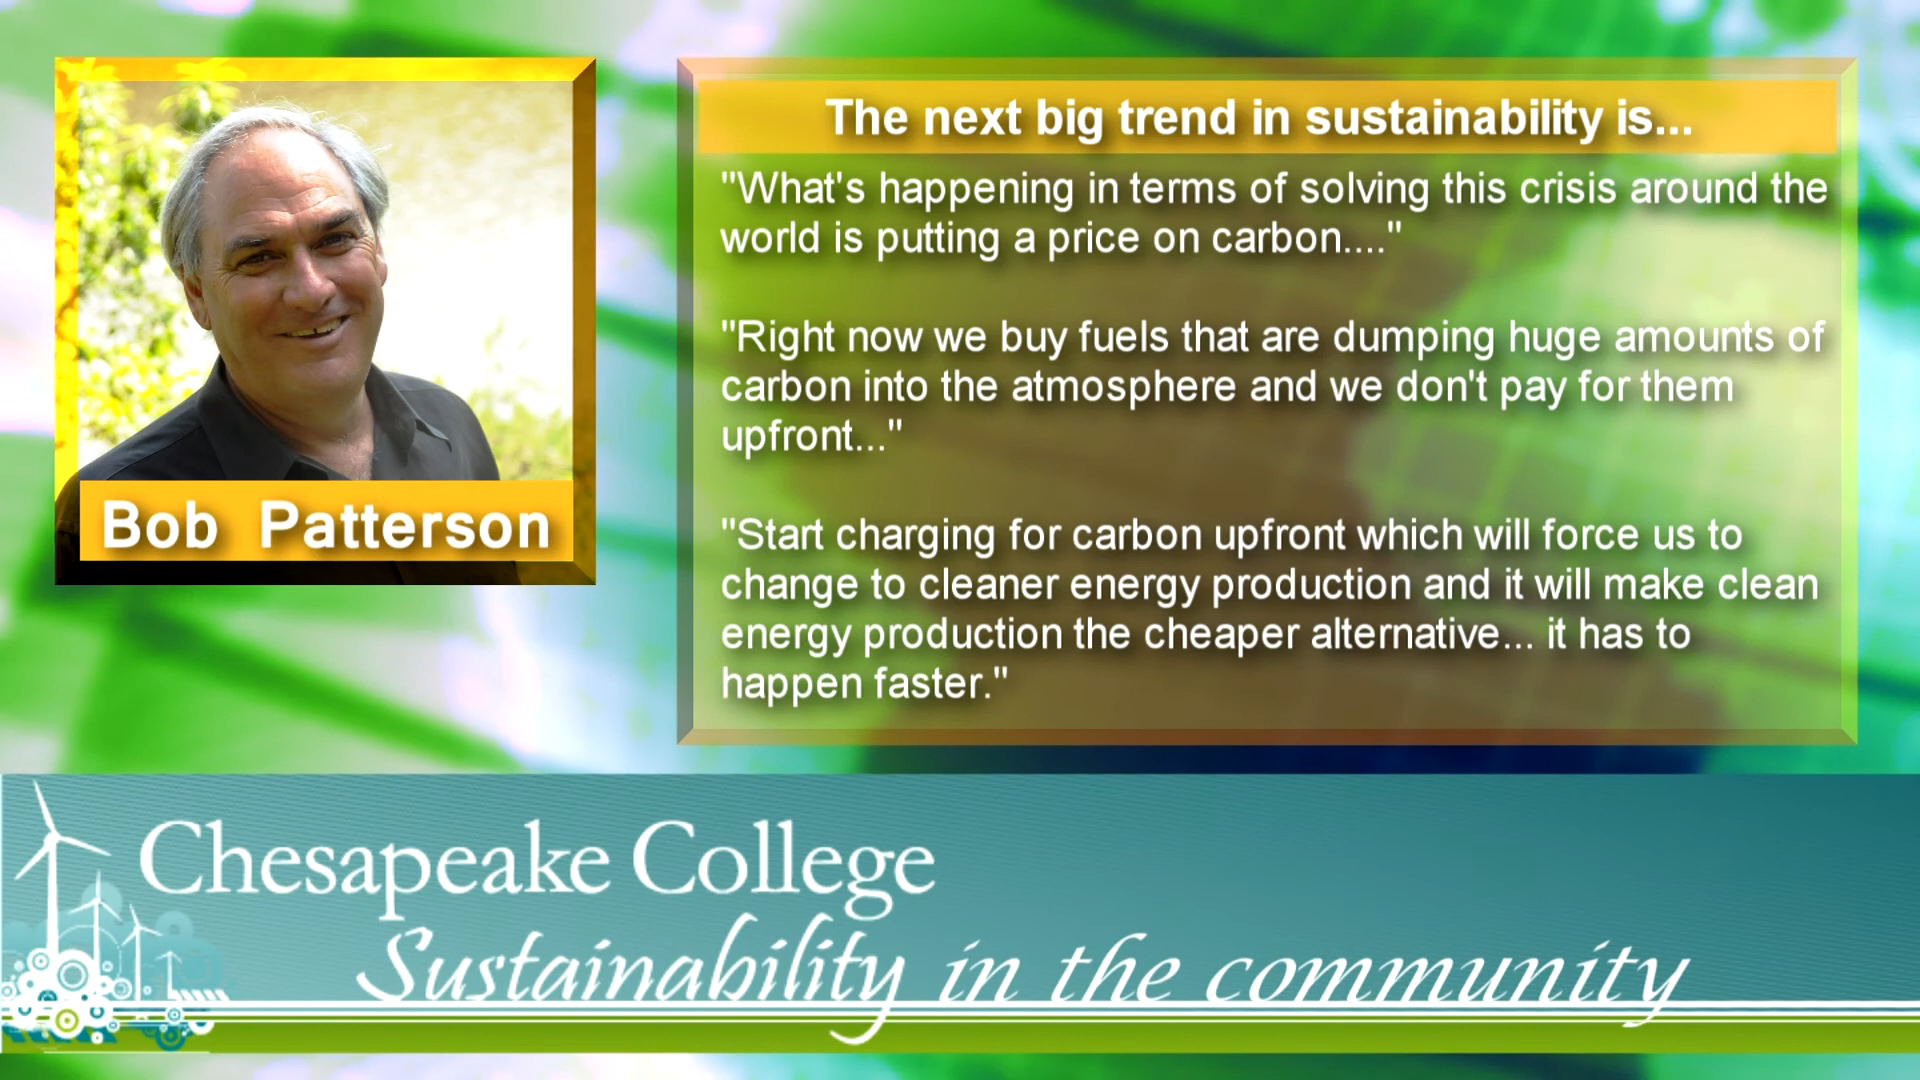 The next big trend in sustainability is...
"What's happening in terms of solving this crisis around the
world is putting a price on carbon...."
"Right now we buy fuels that are dumping huge amounts of
carbon into the atmosphere and we don't pay for them
upfront..."
"Start charging for carbon upfront which will force us to
change to cleaner energy production and it will make clean
energy production the cheaper alternative... it has to
happen faster."
Bob Patterson
Chesapeake College
Sustainability in the community